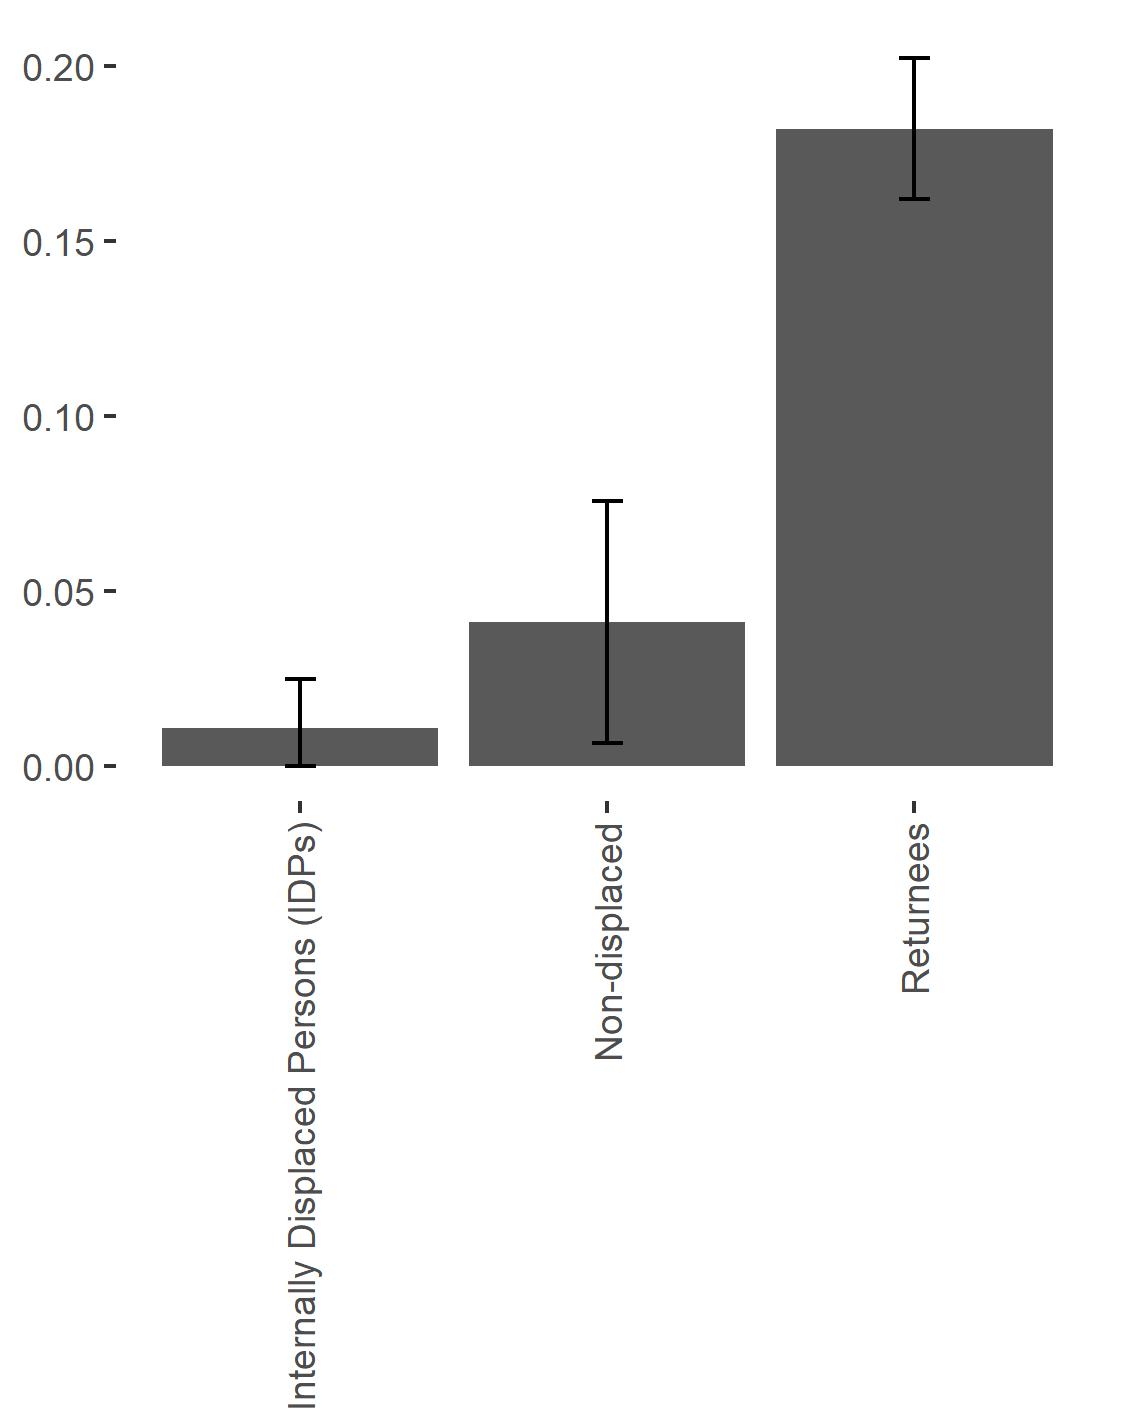 0.20
0.15
0.10
0.05
0.00
Internally Displaced Persons (IDPs)
Non-displaced
Returnees